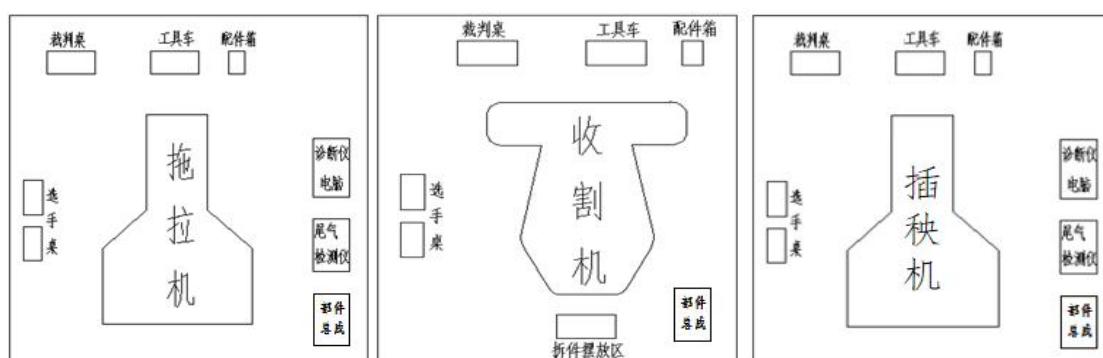 裁判桌
工具车
配件箱
拖拉机
选手桌
诊断仪
电脑
尾气
检测仪
部件
总成
裁判桌
工具车
配件箱
收割机
选手桌
部件
总成
拆件摆放区
裁判桌
工具车
配件箱
插秧机
选手桌
诊断仪
电脑
尾气
检测仪
部件
总成